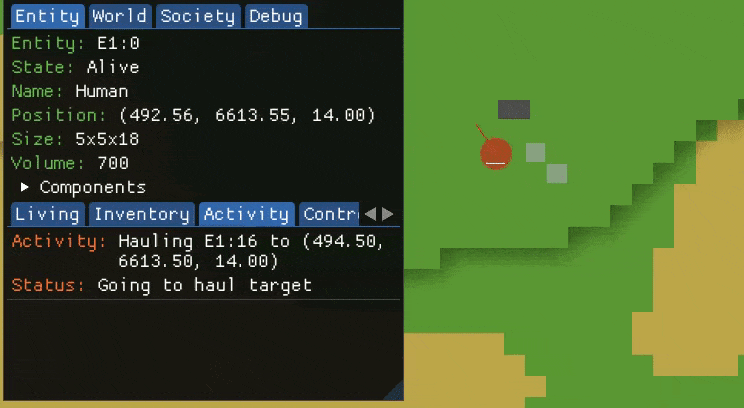 Entity World Society Debug
Entity: E1:0
State: Alive
Name: Human
Position: (492.56, 6613.55, 14.00)
Size: 5x5x18
Volume: 700
Components
Living Inventory Activity Contr
Activity: Hauling E1:16 to (494.50,
6613.50, 14.00)
Status: Going to haul target